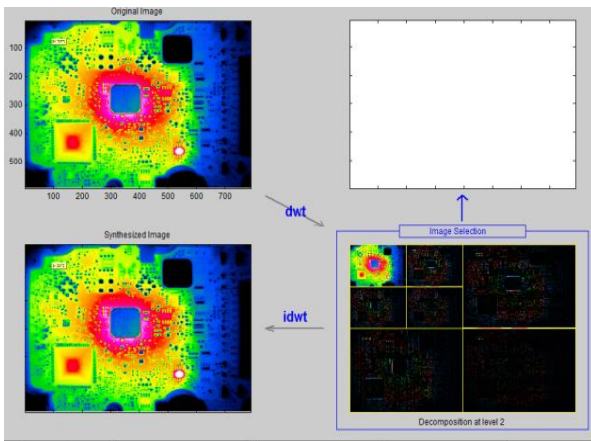 Original Image
100
200
300
400
500
100 200 300 400 500 600 700
dwt
Image Selection
Synthesized Image
idwt
Decomposition at level 2